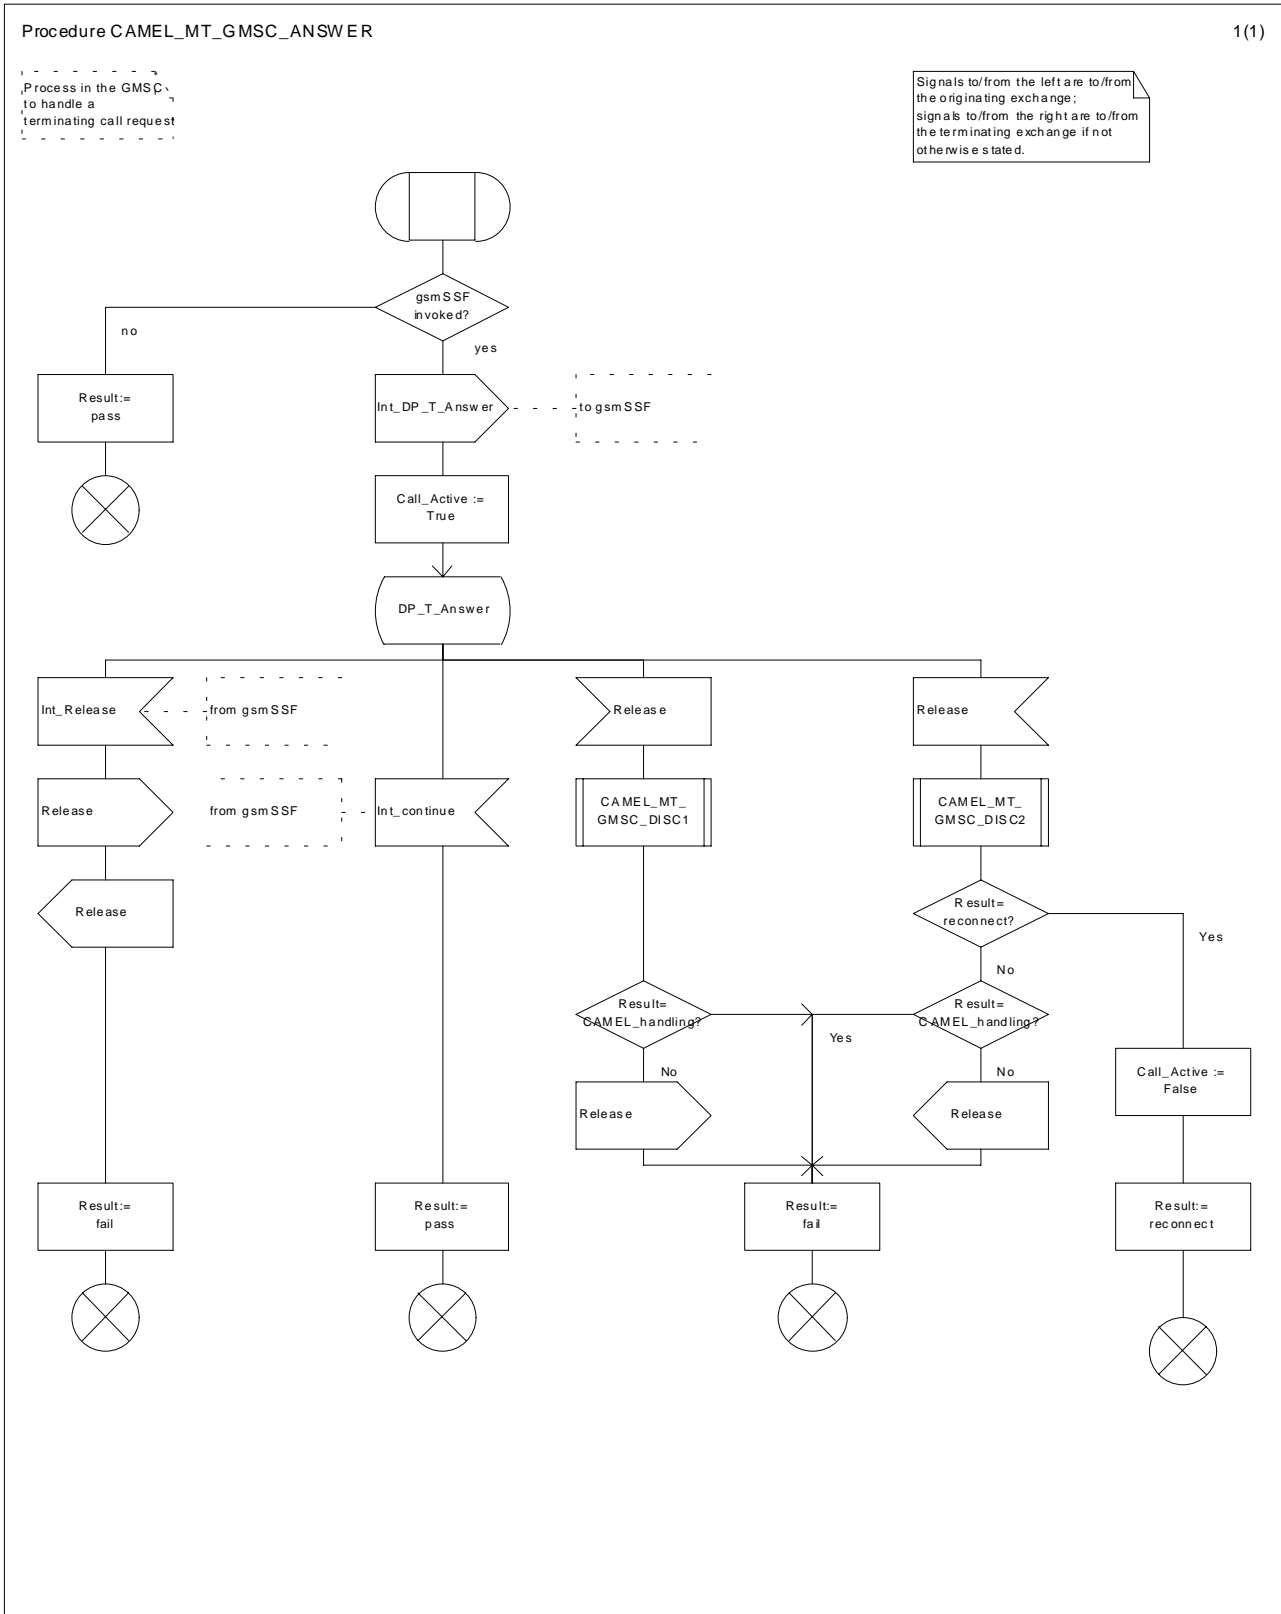 Procedure CAMEL_MT_GMSC_ANSWER
1(1)
Process in the GMSC
to handle a
terminating call request
Signals to/from the left are to/from
the originating exchange;
signals to/from the right are to/from
the terminating exchange if not
otherwise stated.
gsmSSF
invoked?
no
yes
Result:=
pass
Int_DP_T_Answer
to gsmSSF
Call_Active :=
True
DP_T_Answer
Int_Release
from gsmSSF
Release
Release
Release
from gsmSSF
Int_continue
CAMEL_MT_
GMSC_DISC1
CAMEL_MT_
GMSC_DISC2
Release
Result=
reconnect?
Yes
No
Result=
CAMEL_handling?
Result=
CAMEL_handling?
Yes
No
No
Call_Active :=
False
Release
Release
Result:=
fail
Result:=
pass
Result:=
fail
Result:=
reconnect